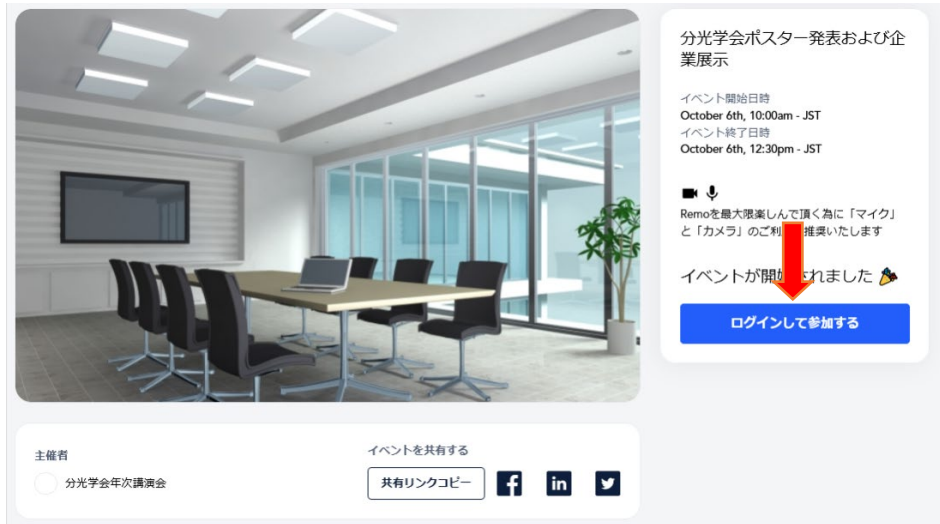 分光学会ポスター発表および企
業展示
イベント開始日時
October 6th, 10:00am - JST
イベント終了日時
October 6th, 12:30pm - JST
Remoを最大限楽しんで頂く為に「マイク」
と「カメラ」のご利 推奨いたします
イベントが開始 れました
ログインして参加する
主催者
分光学会年次講演会
イベントを共有する
共有リンクコピー
f in